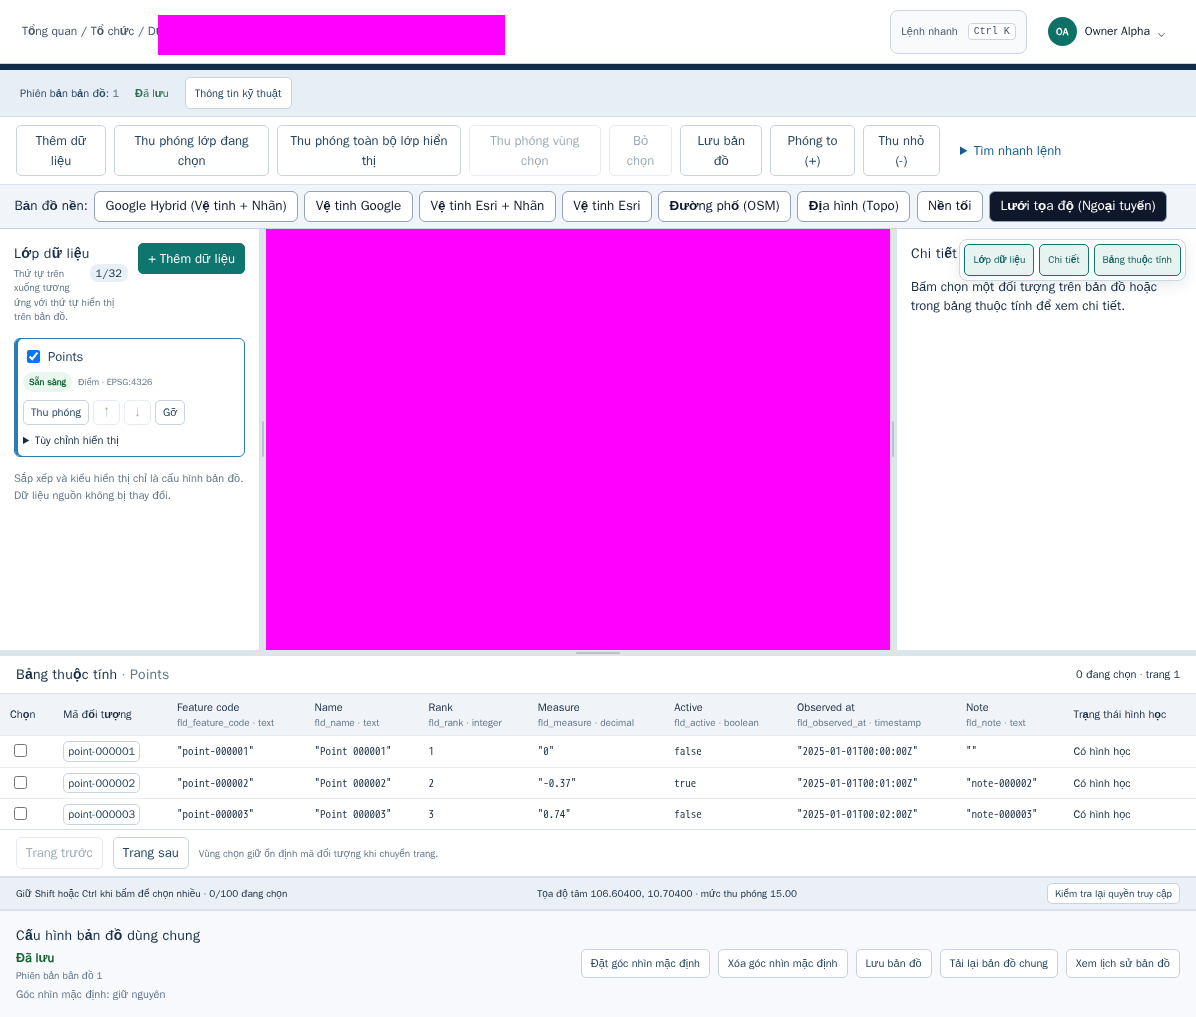 Tổng quan / Tổ chức /
Lệnh nhanh Ctrl K
OA Owner Alpha
Phiên bản bản đồ: 1 Đã lưu Thông tin kỹ thuật
Thêm dữ liệu
Thu phóng lớp đang chọn
Thu phóng toàn bộ lớp hiển thị
Thu phóng vùng chọn
Bỏ chọn
Lưu bản đồ
Phóng to (+)
Thu nhỏ (-)
Tìm nhanh lệnh
Bản đồ nền: Google Hybrid (Vệ tinh + Nhãn) Vệ tinh Google Vệ tinh Esri + Nhãn Vệ tinh Esri Đường phố (OSM) Địa hình (Topo) Nền tối Lưới tọa độ (Ngoại tuyến)
Lớp dữ liệu
Thứ tự trên
xuống tương
ứng với thứ tự hiển thị
trên bản đồ.
1/32
+ Thêm dữ liệu
Points
Sẵn sàng Điểm · EPSG:4326
Thu phóng ↑ ↓ Gỡ
Tùy chỉnh hiển thị
Sắp xếp và kiểu hiển thị chỉ là cấu hình bản đồ.
Dữ liệu nguồn không bị thay đổi.
Chi tiết
Lớp dữ liệu Chi tiết Bảng thuộc tính
Bấm chọn một đối tượng trên bản đồ hoặc
trong bảng thuộc tính để xem chi tiết.
Bảng thuộc tính · Points
0 đang chọn · trang 1
Chọn Mã đối tượng Feature code Name Rank Measure Active Observed at Note Trạng thái hình học
fld_feature_code · text fld_name · text fld_rank · integer fld_measure · decimal fld_active · boolean fld_observed_at · timestamp fld_note · text
point-000001 "point-000001" "Point 000001" 1 "0" false "2025-01-01T00:00:00Z" "" Có hình học
point-000002 "point-000002" "Point 000002" 2 "-0.37" true "2025-01-01T00:01:00Z" "note-000002" Có hình học
point-000003 "point-000003" "Point 000003" 3 "0.74" false "2025-01-01T00:02:00Z" "note-000003" Có hình học
Trang trước Trang sau Vùng chọn giữ ổn định mã đối tượng khi chuyển trang.
Giữ Shift hoặc Ctrl khi bấm để chọn nhiều · 0/100 đang chọn
Tọa độ tâm 106.60400, 10.70400 · mức thu phóng 15.00
Kiểm tra lại quyền truy cập
Cấu hình bản đồ dùng chung
Đã lưu
Phiên bản bản đồ 1
Góc nhìn mặc định: giữ nguyên
Đặt góc nhìn mặc định Xóa góc nhìn mặc định Lưu bản đồ Tải lại bản đồ chung Xem lịch sử bản đồ